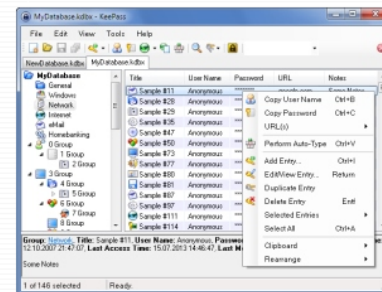 MyDatabase.kdbx - KeePass
File Edit View Tools Help
NewDatabase.kdbx MyDatabase.kdbx
MyDatabase
General
Windows
Network
Internet
eMail
Homebanking
0 Group
1 Group
2 Group
3 Group
4 Group
5 Group
6 Group
7 Group
8 Group
Title User Name Password URL Notes
Sample #11 Anonymous google.com Some Notes
Sample #28 Anonymous
Sample #29 Anonymous
Sample #35 Anonymous
Sample #47 Anonymous
Sample #50 Anonymous
Sample #73 Anonymous
Sample #77 Anonymous
Sample #80 Anonymous
Sample #81 Anonymous
Sample #87 Anonymous
Sample #97 Anonymous
Sample #111 Anonymous
Sample #114 Anonymous
Copy User Name Ctrl+B
Copy Password Ctrl+C
URL(s)
Perform Auto-Type Ctrl+V
Add Entry... Ctrl+I
Edit/View Entry... Return
Duplicate Entry
Delete Entry Entf
Selected Entries
Select All Ctrl+A
Clipboard
Rearrange
Group: Network, Title: Sample #11, User Name: Anonymous, Passwo
12.10.2007 21:47:07, Last Access Time: 15.07.2013 14:46:47, Last M
Some Notes
1 of 146 selected Ready.